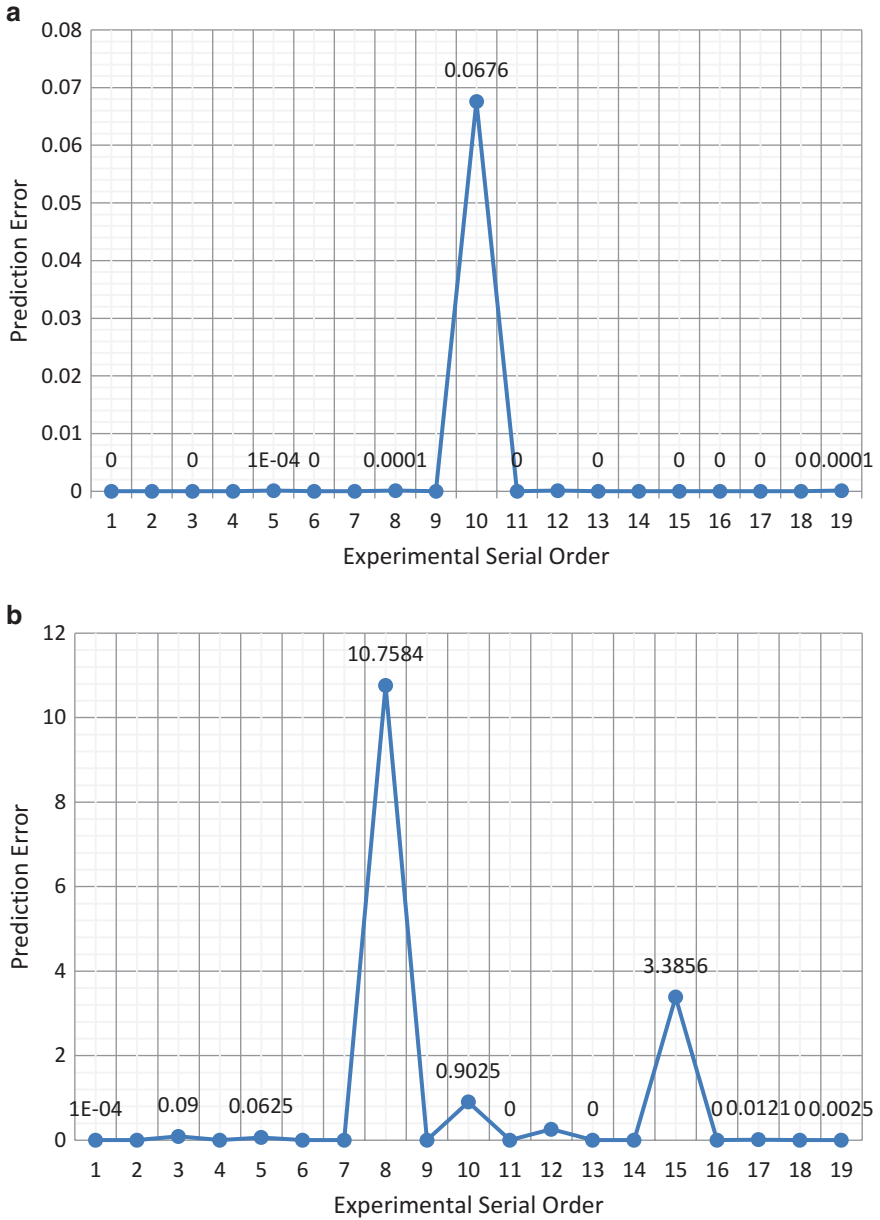 a
0.08
0.0676
0.07
0.06
0.05
0.04
0.03
0.02
0.01
0 0 1E-04 0 0.0001 0 0 0 0 0 0 0.0001
0
1 2 3 4 5 6 7 8 9 10 11 12 13 14 15 16 17 18 19
Prediction Error
Experimental Serial Order
b
12
10.7584
10
8
6
4
3.3856
2
0.9025
1E-04 0.09 0.0625 0 0 0 0.0121 0 0.0025
0
1 2 3 4 5 6 7 8 9 10 11 12 13 14 15 16 17 18 19
Prediction Error
Experimental Serial Order